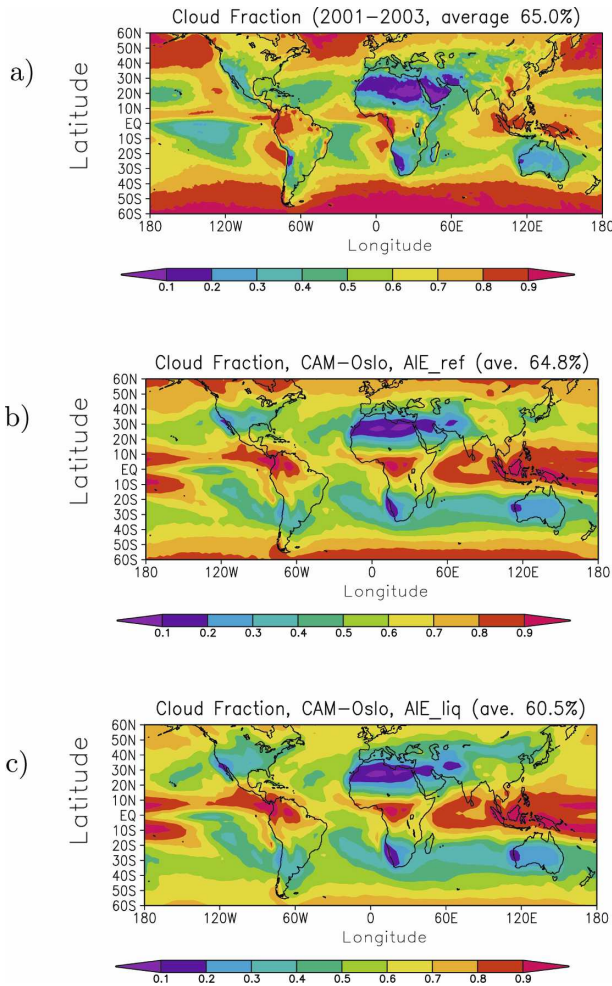 a)
Cloud Fraction (2001-2003, average 65.0%)
Latitude
60N
50N
40N
30N
20N
10N
EQ
10S
20S
30S
40S
50S
60S
180 120W 60W 0 60E 120E 180
Longitude
0.1 0.2 0.3 0.4 0.5 0.6 0.7 0.8 0.9
b)
Cloud Fraction, CAM-Oslo, AIE_ref (ave. 64.8%)
Latitude
60N
50N
40N
30N
20N
10N
EQ
10S
20S
30S
40S
50S
60S
180 120W 60W 0 60E 120E 180
Longitude
0.1 0.2 0.3 0.4 0.5 0.6 0.7 0.8 0.9
c)
Cloud Fraction, CAM-Oslo, AIE_liq (ave. 60.5%)
Latitude
60N
50N
40N
30N
20N
10N
EQ
10S
20S
30S
40S
50S
60S
180 120W 60W 0 60E 120E 180
Longitude
0.1 0.2 0.3 0.4 0.5 0.6 0.7 0.8 0.9